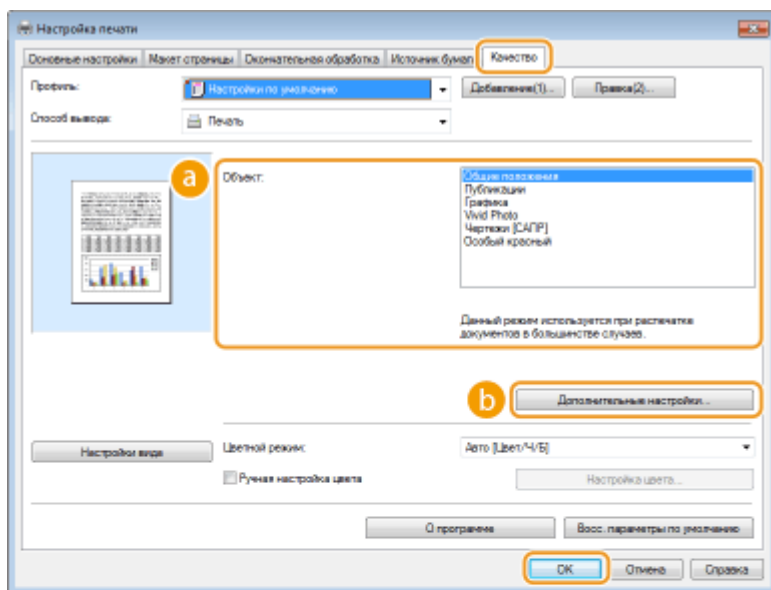 Настройка печати
Основные настройки Макет страницы Окончательная обработка Источник бумаг Качество
Профиль: Настройки по умолчанию Добавление(1)... Правка(2)...
Способ вывода: Печать
a
Объект:
Общие положения
Публикации
Графика
Vivid Photo
Чертежи [САПР]
Особый красный
Данный режим используется при распечатке
документов в большинстве случаев.
b Дополнительные настройки...
Настройки вида Цветной режим: Авто [Цвет/Ч/Б]
Ручная настройка цвета Настройка цвета...
О программе Восс. параметры по умолчанию
OK Отмена Справка